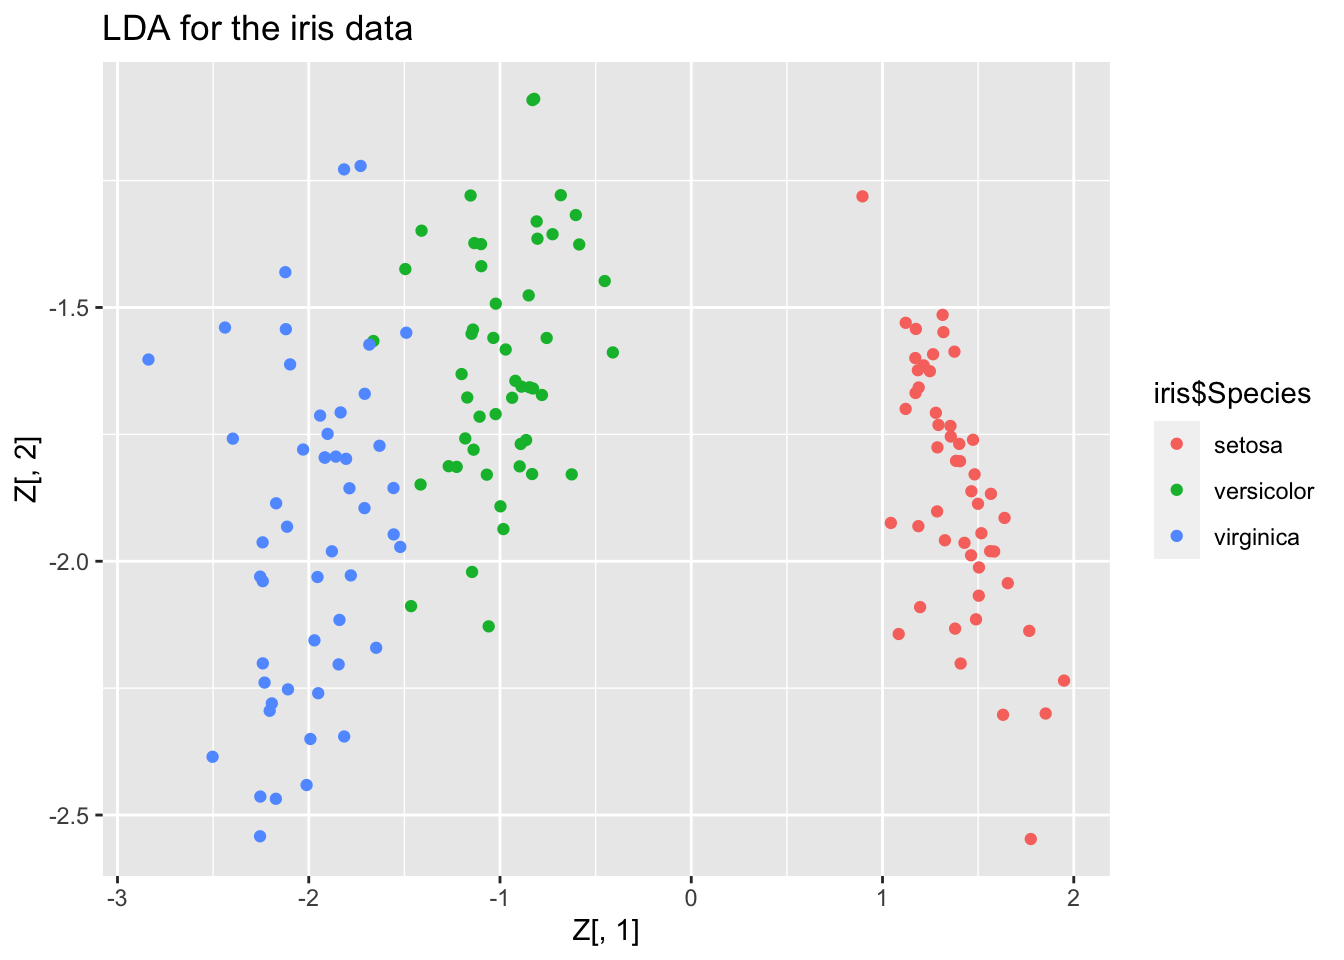 LDA for the iris data
Z[, 2]
-1.5
-2.0
-2.5
-3
-2
-1
0
1
2
Z[, 1]
iris$Species
setosa
versicolor
virginica